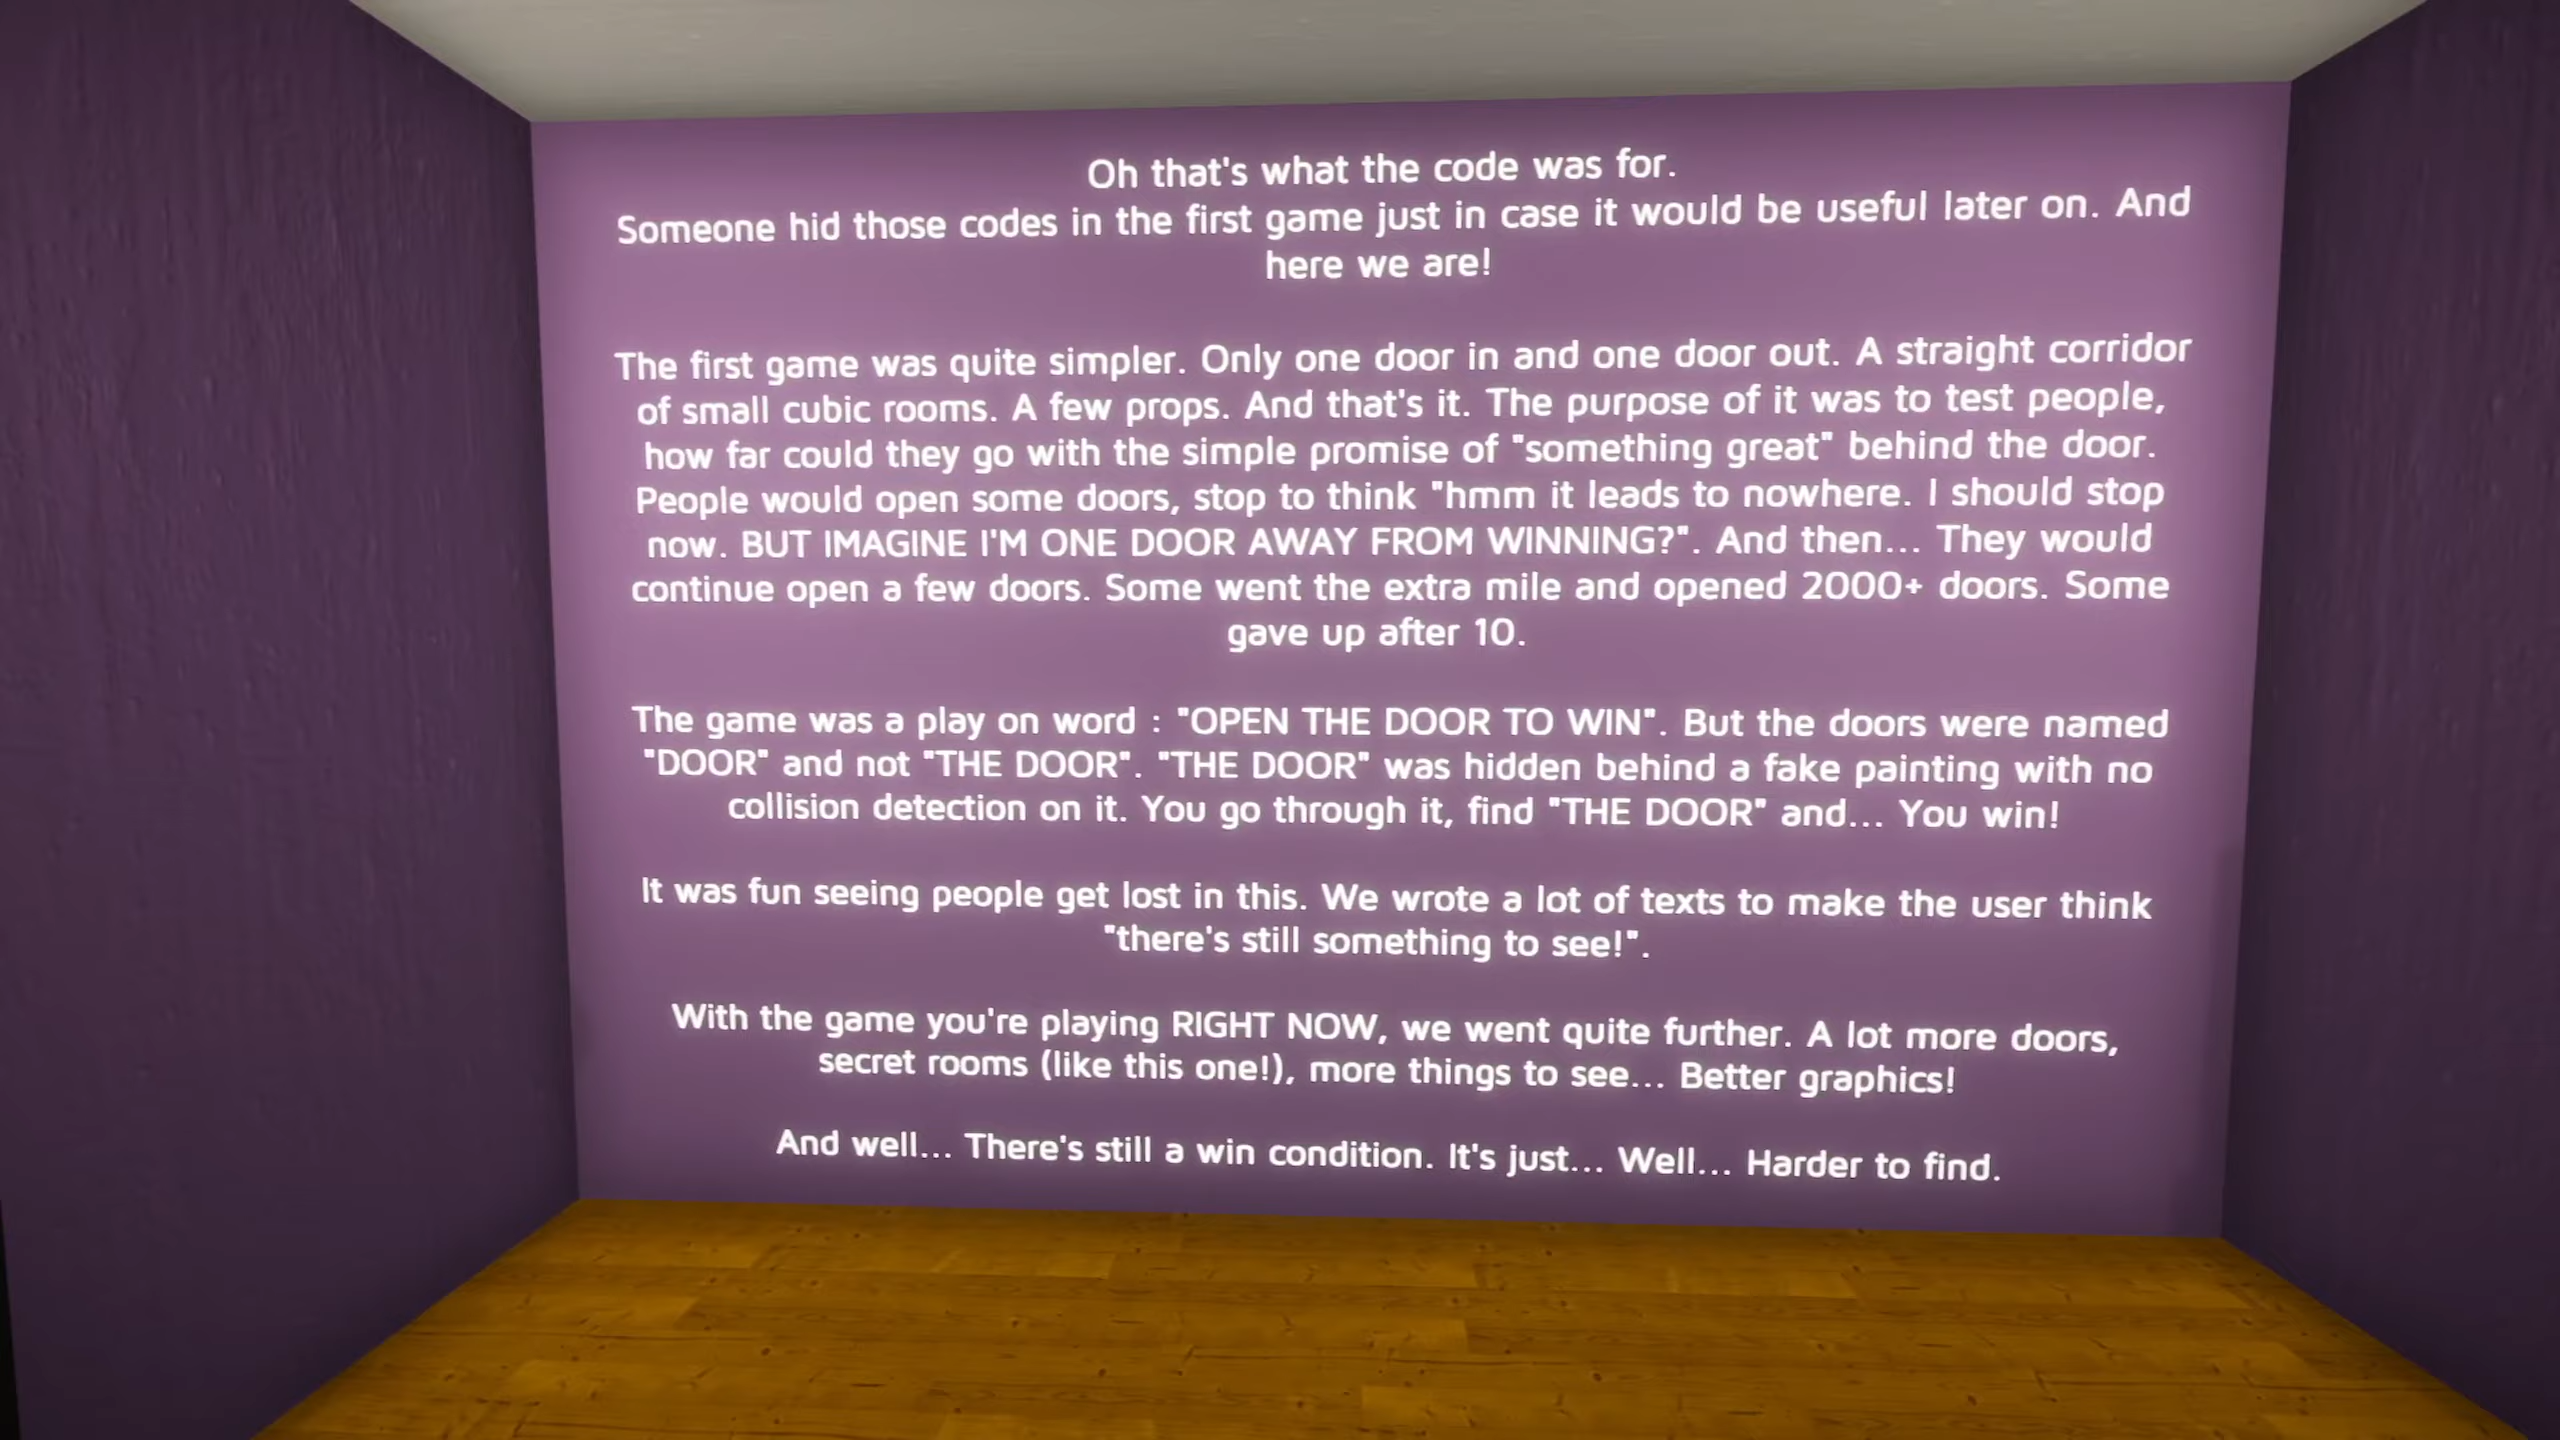 Oh that's what the code was for.
Someone hid those codes in the first game just in case it would be useful later on. And
here we are!
The first game was quite simpler. Only one door in and one door out. A straight corridor
of small cubic rooms. A few props. And that's it. The purpose of it was to test people,
how far could they go with the simple promise of "something great" behind the door.
People would open some doors, stop to think "hmm it leads to nowhere. I should stop
now. BUT IMAGINE I'M ONE DOOR AWAY FROM WINNING?". And then... They would
continue open a few doors. Some went the extra mile and opened 2000+ doors. Some
gave up after 10.
The game was a play on word : "OPEN THE DOOR TO WIN". But the doors were named
"DOOR" and not "THE DOOR". "THE DOOR" was hidden behind a fake painting with no
collision detection on it. You go through it, find "THE DOOR" and... You win!
It was fun seeing people get lost in this. We wrote a lot of texts to make the user think
"there's still something to see!".
With the game you're playing RIGHT NOW, we went quite further. A lot more doors,
secret rooms (like this one!), more things to see... Better graphics!
And well... There's still a win condition. It's just... Well... Harder to find.